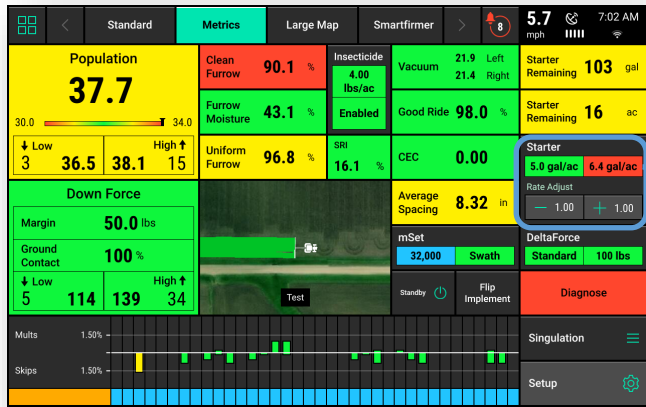 Standard Metrics Large Map Smartfirmer 8 5.7 mph 7:02 AM
Population
37.7
30.0 34.0
Low High
3 36.5 38.1 15
Clean Furrow 90.1 %
Furrow Moisture 43.1 %
Uniform Furrow 96.8 %
Insecticide
4.00 lbs/ac
Enabled
SRI
16.1 %
Vacuum 21.9 Left
21.4 Right
Good Ride 98.0 %
CEC 0.00
Average Spacing 8.32 in
Starter Remaining 103 gal
Starter Remaining 16 ac
Starter
5.0 gal/ac 6.4 gal/ac
Rate Adjust
— 1.00 + 1.00
Down Force
Margin 50.0 lbs
Ground Contact 100 %
Low High
5 114 139 34
Test
mSet
32,000 Swath
DeltaForce
Standard 100 lbs
Standby
Flip Implement
Diagnose
Mults 1.50%
Skips 1.50%
Singulation
Setup